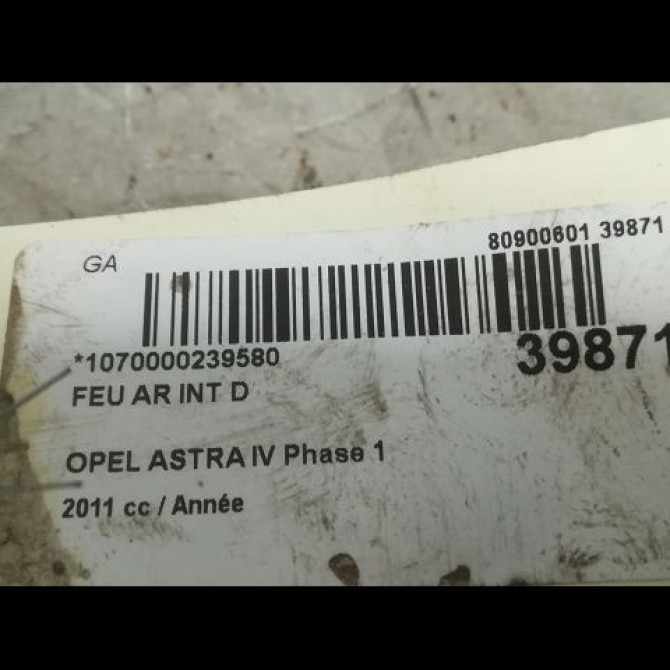 80900601 39871
GA
39871
*1070000239580
FEU AR INT D
OPEL ASTRA IV Phase 1
2011 cc / Année